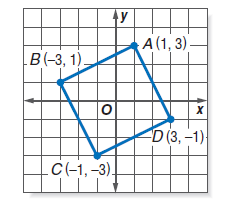 y
A (1, 3)
B (–3, 1)
O
x
D (3, –1)
C (–1, –3)